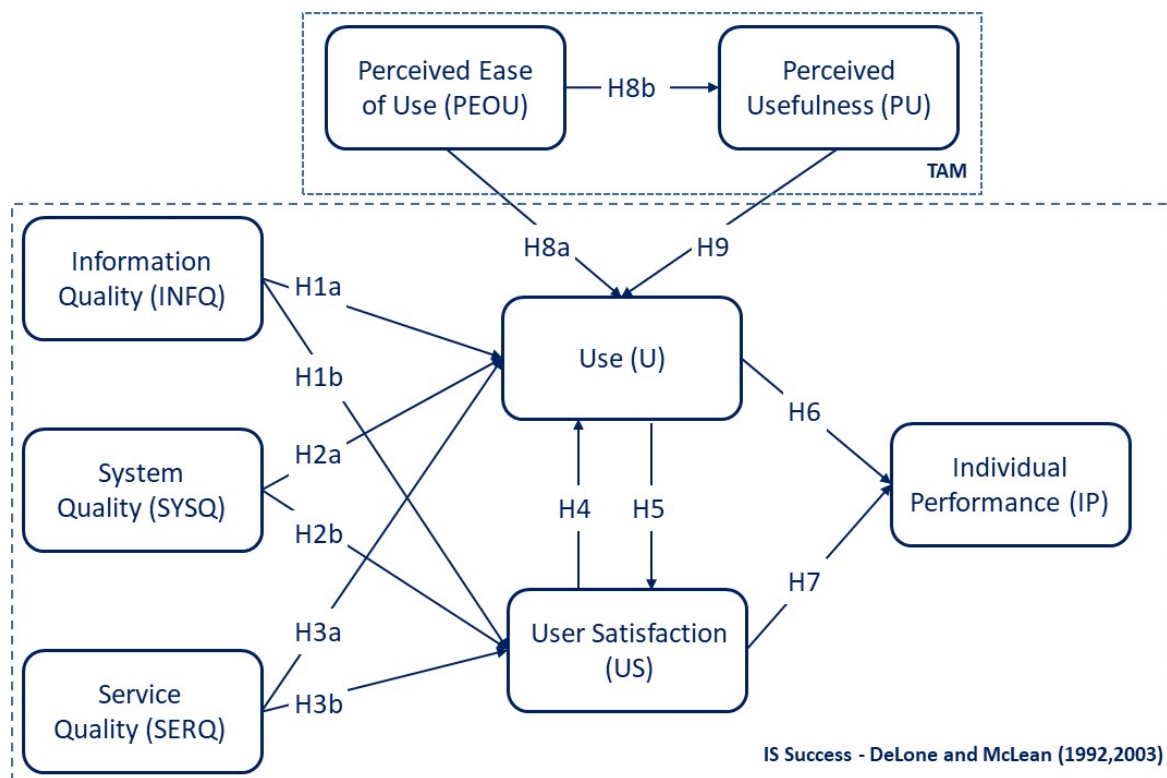 Perceived Ease
of Use (PEOU)
H8b
Perceived
Usefulness (PU)
TAM
H8a
H9
Information
Quality (INFQ)
H1a
H1b
Use (U)
H6
System
Quality (SYSQ)
H2a
H2b
H4
H5
Individual
Performance (IP)
H7
H3a
User Satisfaction
(US)
Service
Quality (SERQ)
H3b
IS Success - DeLone and McLean (1992,2003)